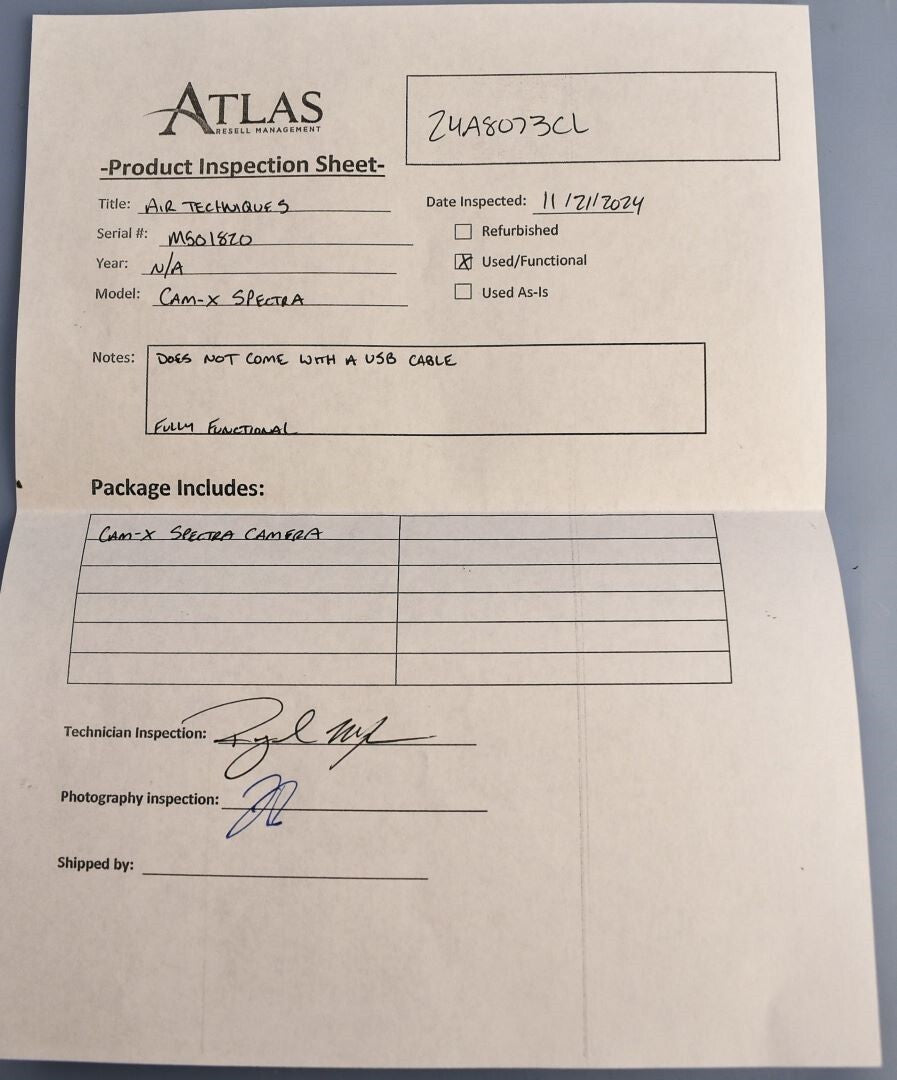 ATLAS
RESELL MANAGEMENT
24A8073CL
-Product Inspection Sheet-
Title: AIR TECHNIQUES
Date Inspected: 11/21/2024
Serial #: MS01820
Refurbished
Year: N/A
X Used/Functional
Model: CAM-X SPECTRA
Used As-Is
Notes: DOES NOT COME WITH A USB CABLE
FULLY FUNCTIONAL
Package Includes:
CAM-X SPECTRA CAMERA
Technician Inspection:
Photography inspection:
Shipped by: